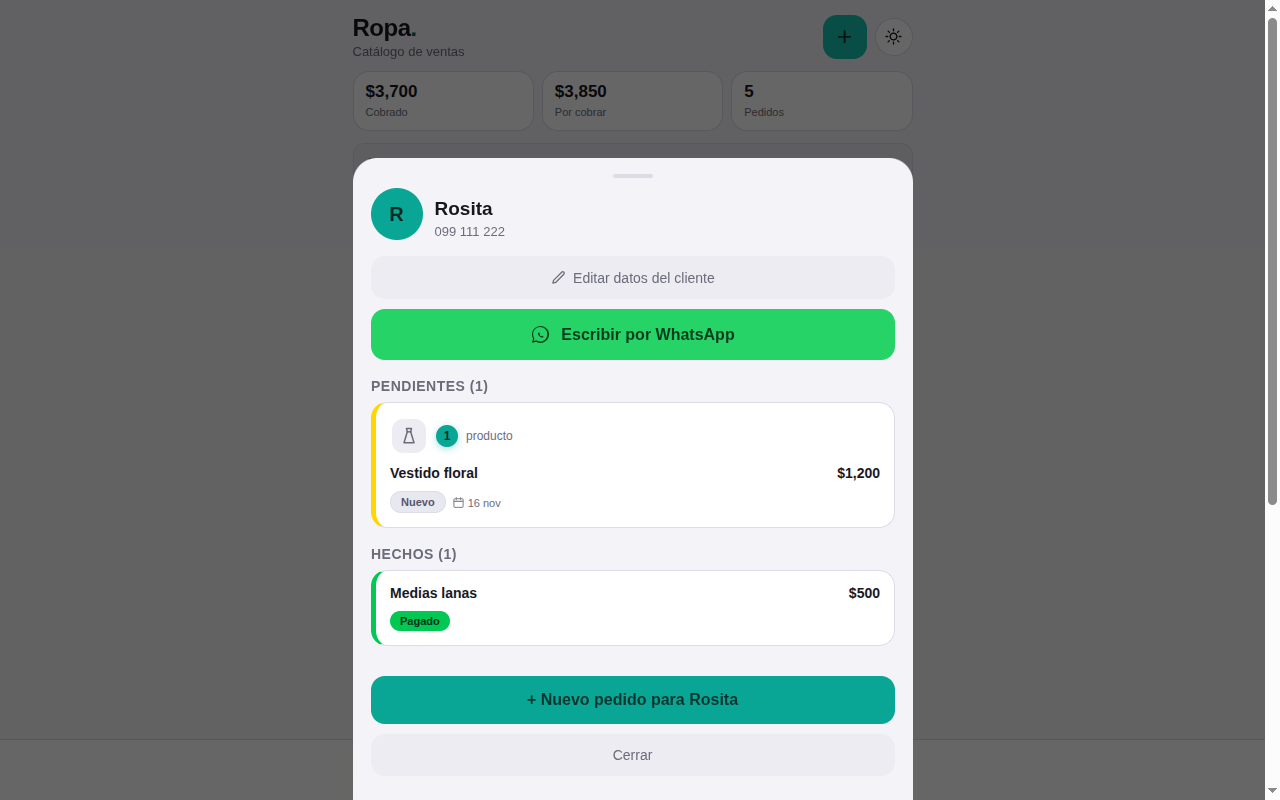 Ropa.
Catálogo de ventas
+
$3,700
Cobrado
$3,850
Por cobrar
5
Pedidos
R
Rosita
099 111 222
Editar datos del cliente
Escribir por WhatsApp
PENDIENTES (1)
1 producto
Vestido floral $1,200
Nuevo 16 nov
HECHOS (1)
Medias lanas $500
Pagado
+ Nuevo pedido para Rosita
Cerrar